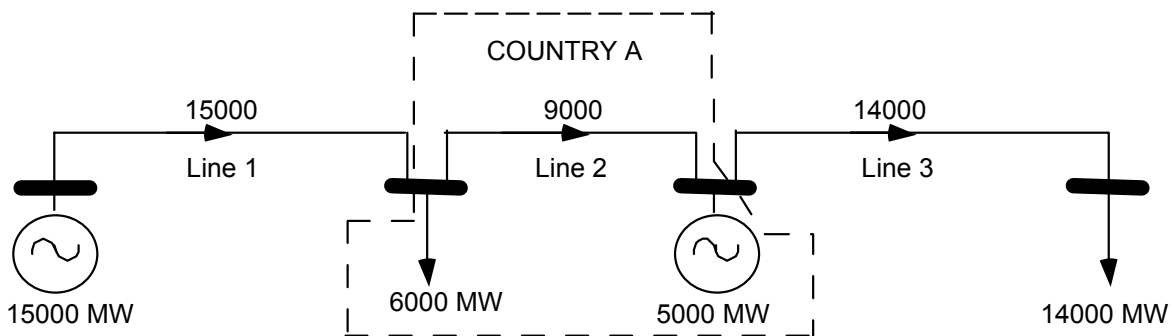 COUNTRY A
15000
9000
14000
Line 1
Line 2
Line 3
15000 MW
6000 MW
5000 MW
14000 MW